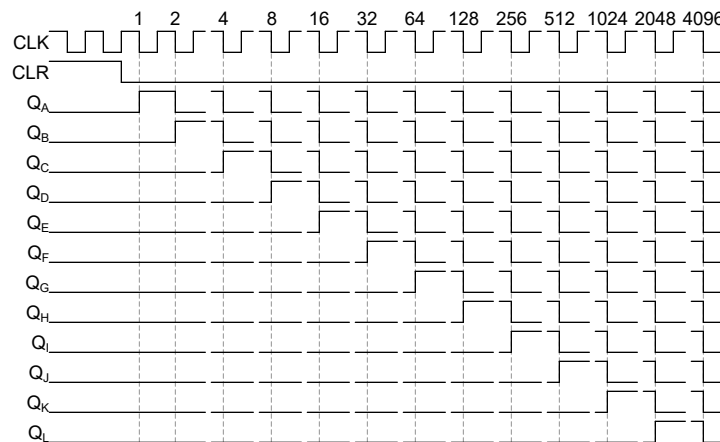 1 2 4 8 16 32 64 128 256 512 1024 2048 4096
CLK
CLR
QA
QB
QC
QD
QE
QF
QG
QH
QI
QJ
QK
QL